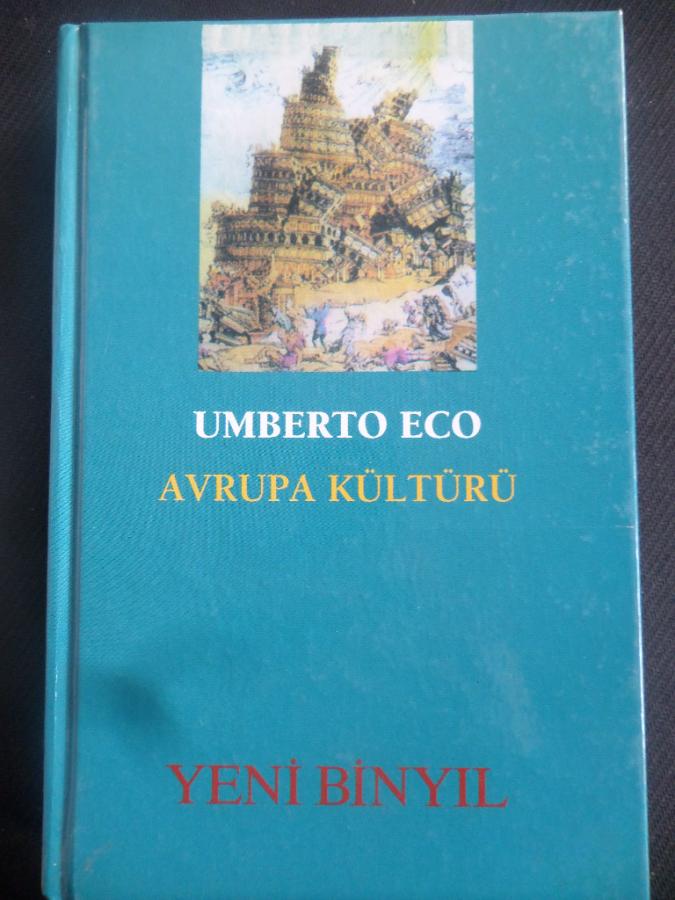 UMBERTO ECO
AVRUPA KÜLTÜRÜ
YENİ BİNYIL